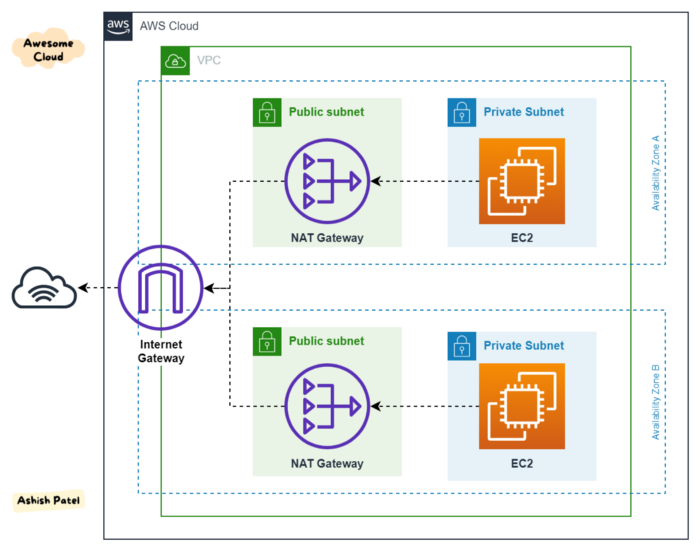 Awesome
Cloud
aws
AWS Cloud
VPC
Public subnet
NAT Gateway
Private Subnet
EC2
Availability Zone A
Internet
Gateway
Public subnet
NAT Gateway
Private Subnet
EC2
Availability Zone B
Ashish Patel